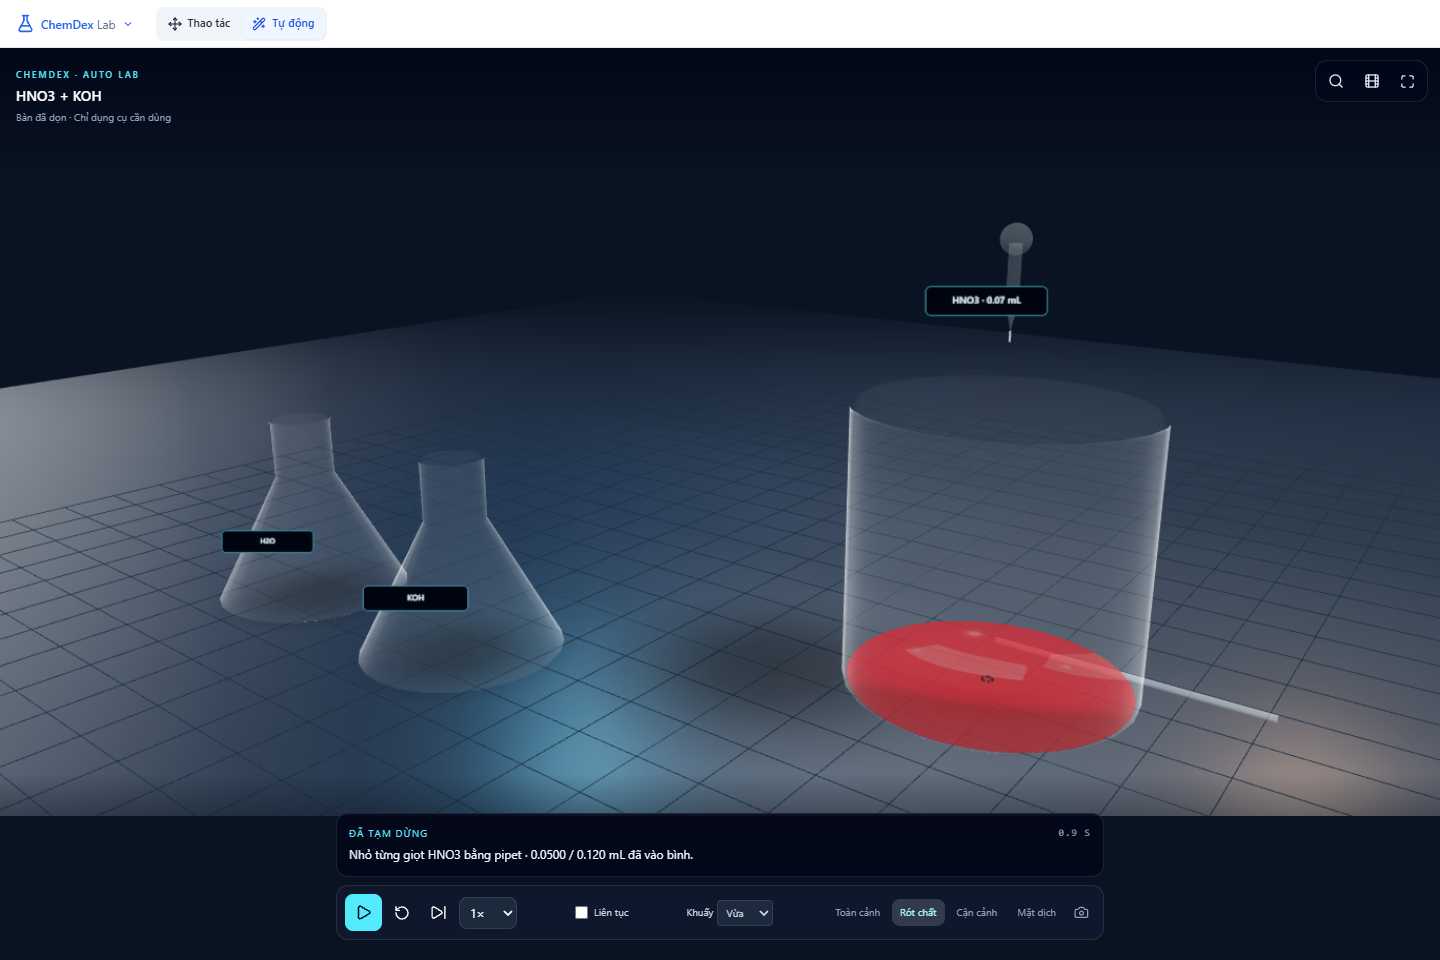 ChemDex Lab
Thao tác
Tự động
CHEMDEX · AUTO LAB
HNO3 + KOH
Bàn đã dọn · Chỉ dụng cụ cần dùng
HNO3 · 0.07 mL
H2O
KOH
ĐÃ TẠM DỪNG
0.9 S
Nhỏ từng giọt HNO3 bằng pipet · 0.0500 / 0.120 mL đã vào bình.
1×
Liên tục
Khuấy
Vừa
Toàn cảnh
Rót chất
Cận cảnh
Mặt dịch